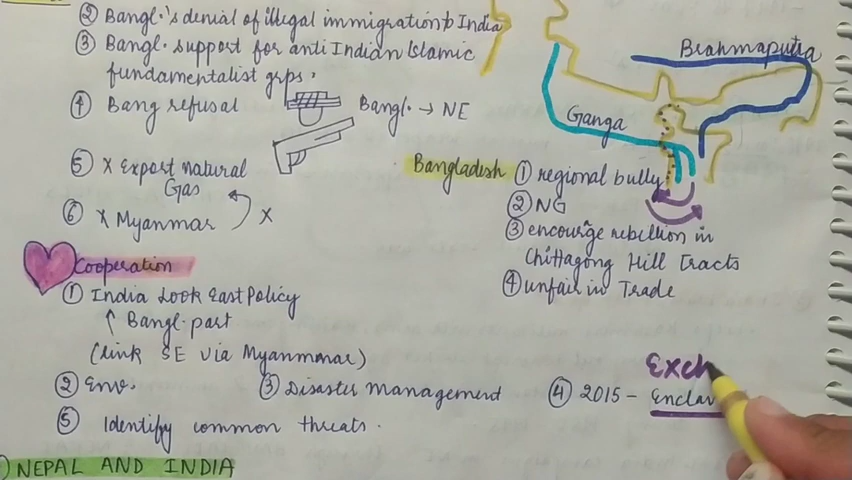 ② Bangl.'s denial of illegal immigration to India
③ Bangl. support for anti Indian Islamic
fundamentalist grps.
④ Bang refusal
Bangl. → NE
⑤ X Export Natural
Gas
⑥ X Myanmar X
Brahmaputra
Ganga
Bangladesh ① regional bully
② NG
③ encourage rebellion in
Chittagong Hill Tracts
④ unfair in Trade
Cooperation
① India Look East Policy
↑ Bangl. part
(link SE via Myanmmar)
② Env. ③ Disaster management
Exch
④ 2015 - Enclav
⑤ Identify common threats.
NEPAL AND INDIA